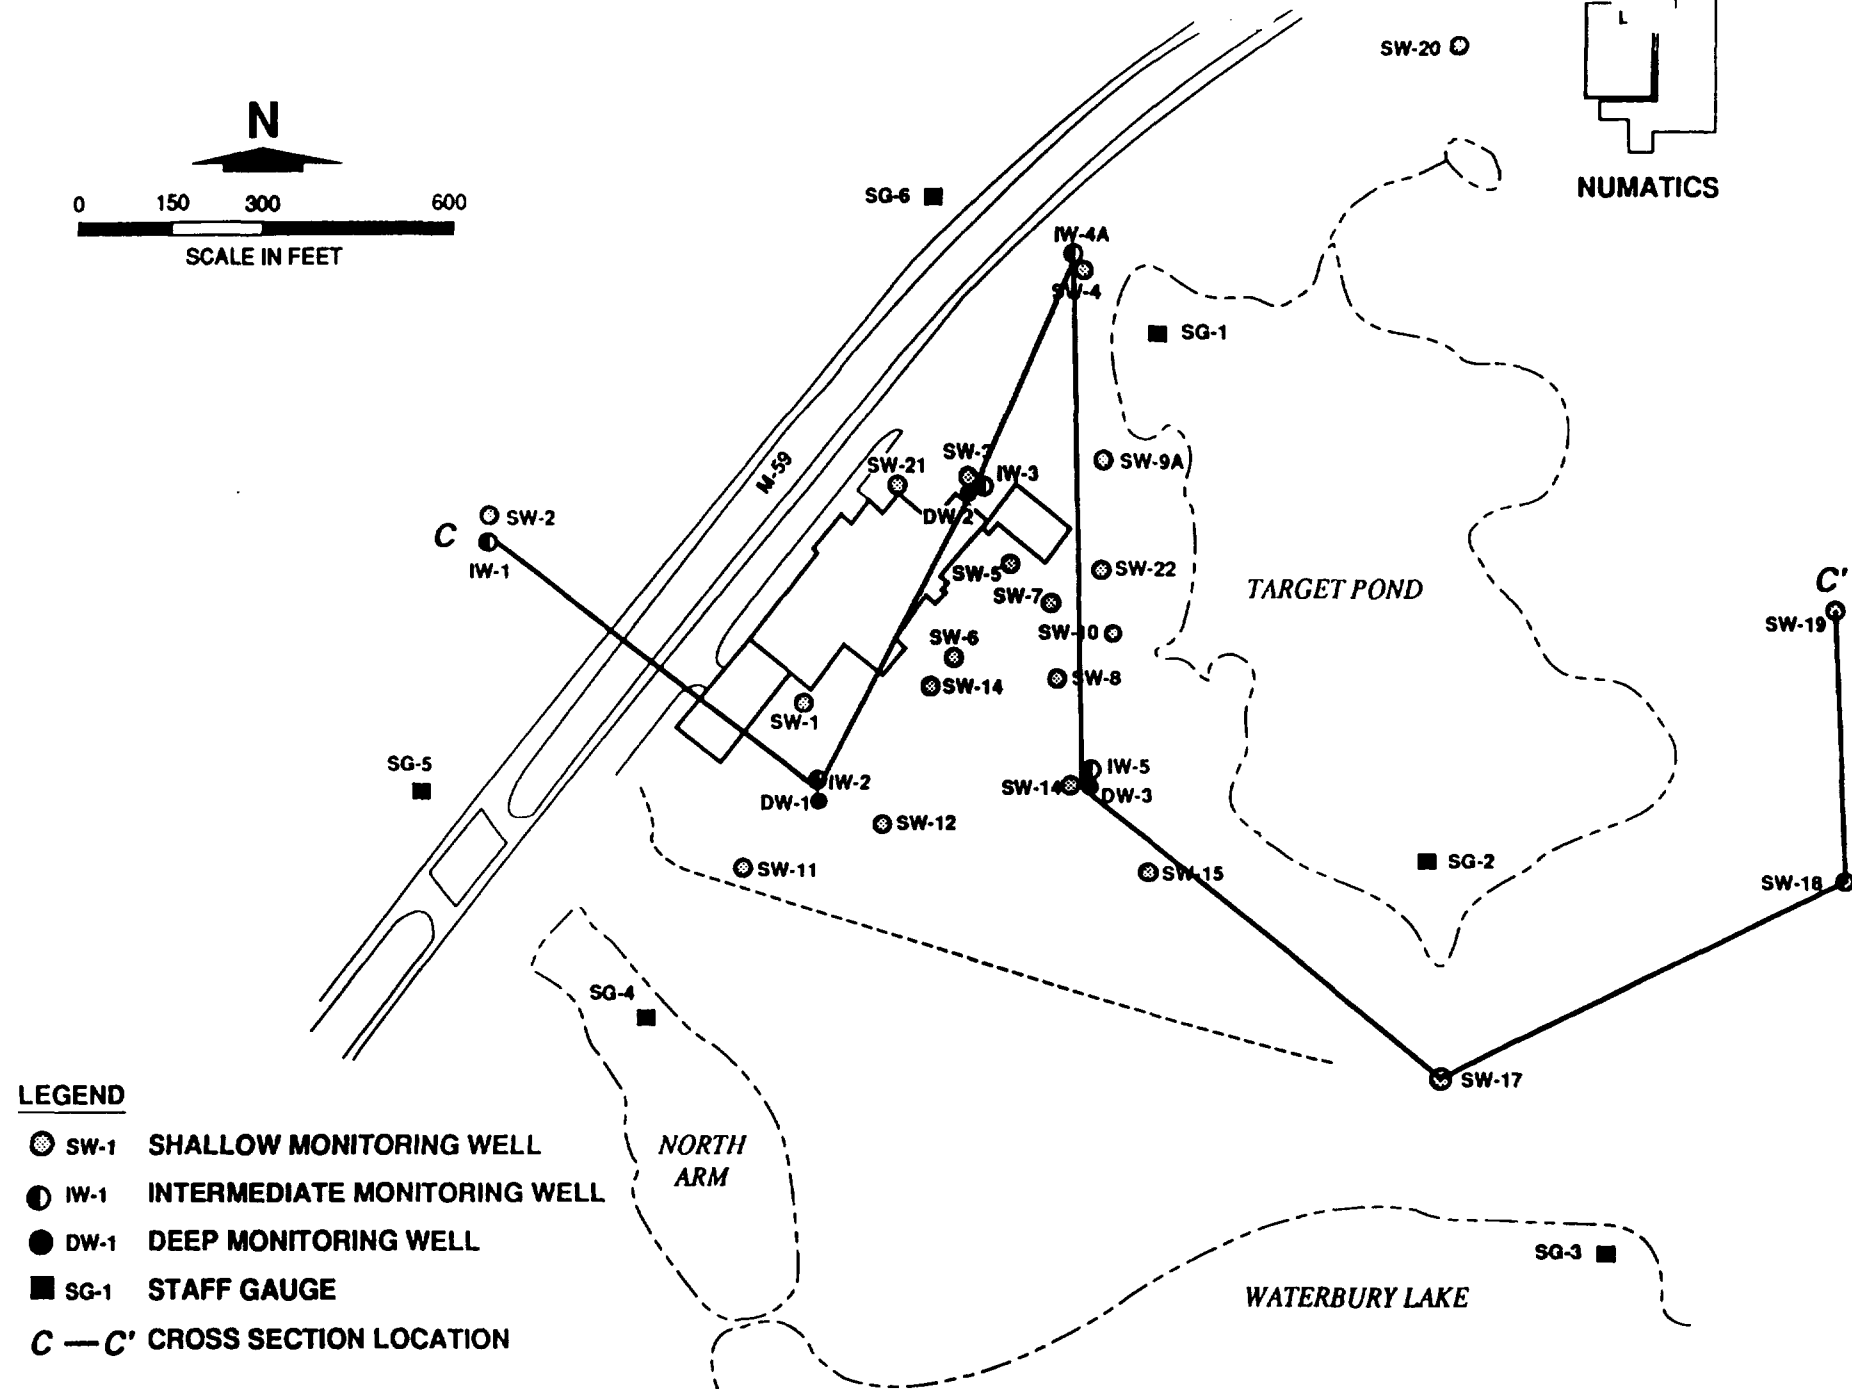 L
SW-20
N
NUMATICS
0 150 300 600
SG-6
IW-4A
SCALE IN FEET
SW-4
SG-1
SW-21
M-59
IW-3
SW-9A
DW-2
SW-2
C
IW-1
SW-5
SW-22
SW-7
TARGET POND
C'
SW-19
SW-10
SW-6
SW-14
SW-8
SW-1
SG-5
IW-2
IW-5
SW-14
DW-3
DW-1
SW-12
SW-11
SW-15
SG-2
SW-18
SG-4
SW-17
LEGEND
SW-1 SHALLOW MONITORING WELL
IW-1 INTERMEDIATE MONITORING WELL
DW-1 DEEP MONITORING WELL
SG-1 STAFF GAUGE
C — C' CROSS SECTION LOCATION
NORTH
ARM
SG-3
WATERBURY LAKE